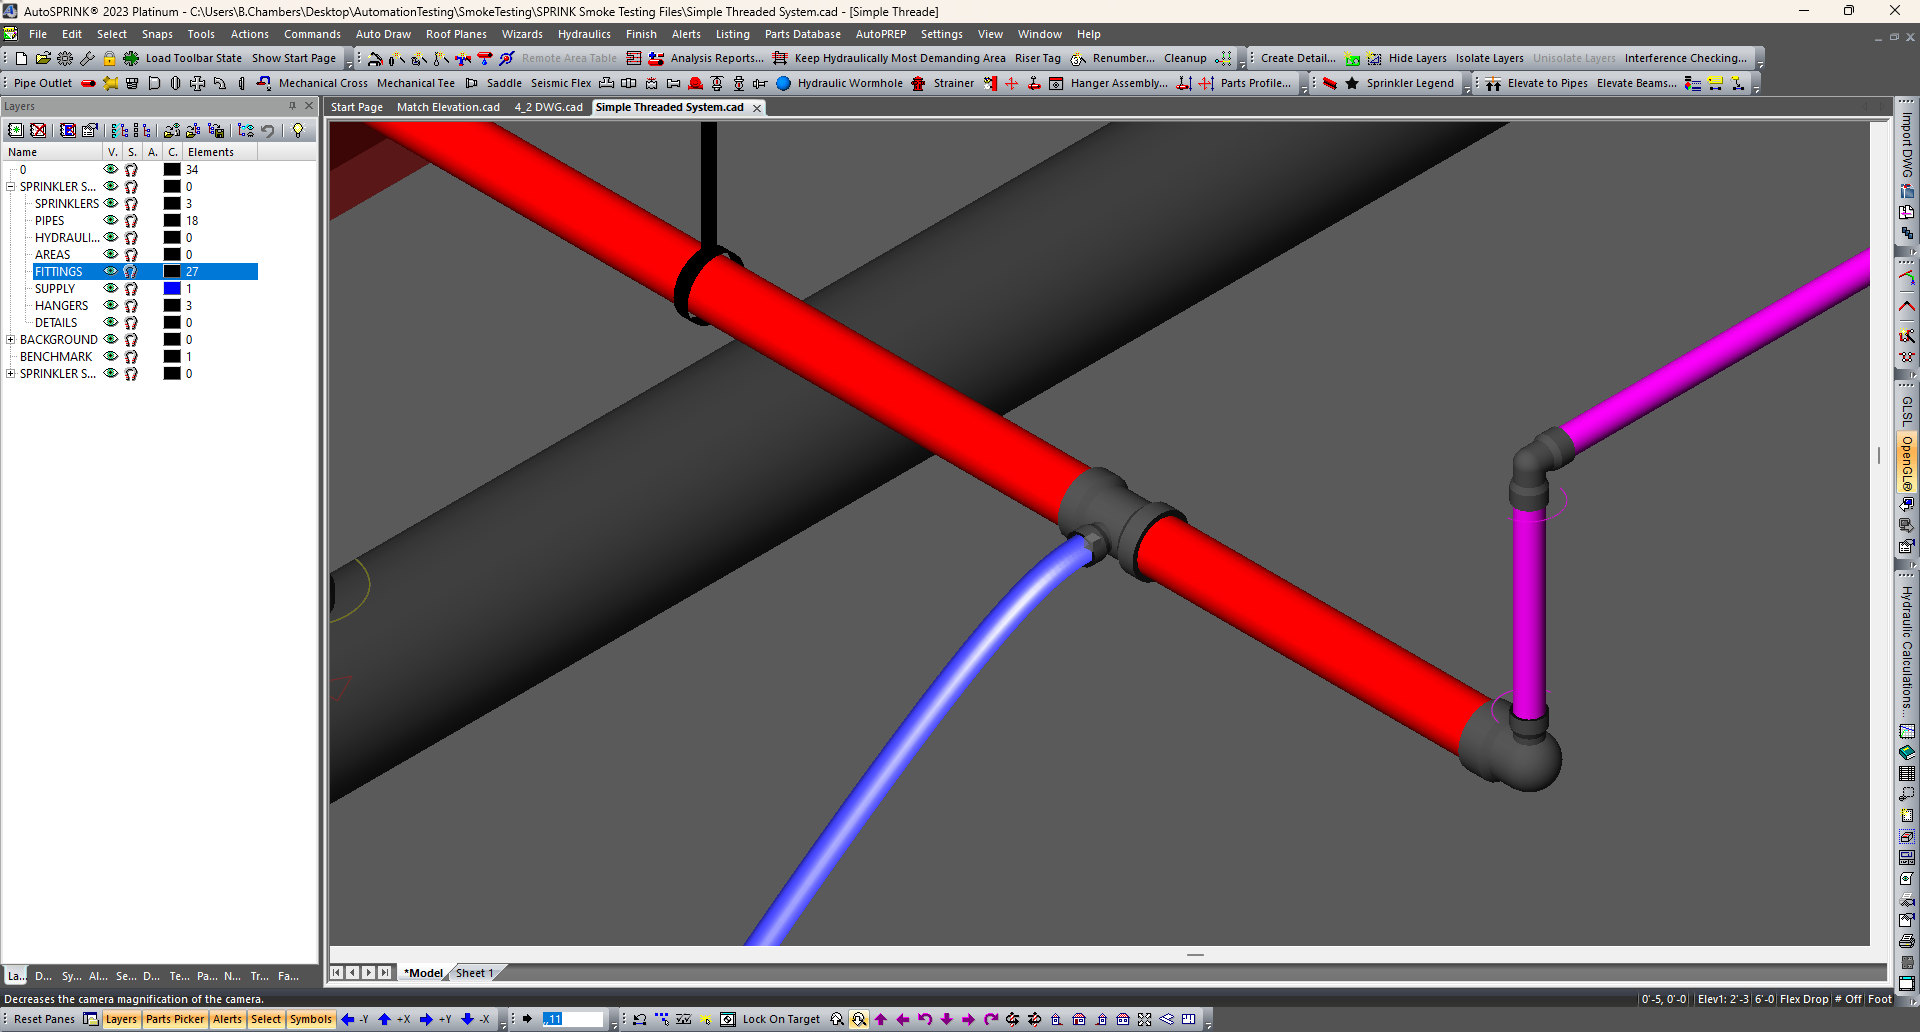 AutoSPRINK® 2023 Platinum - C:\Users\B.Chambers\Desktop\AutomationTesting\SmokeTesting\SPRINK Smoke Testing Files\Simple Threaded System.cad - [Simple Threade]
File Edit Select Snaps Tools Actions Commands Auto Draw Roof Planes Wizards Hydraulics Finish Alerts Listing Parts Database AutoPREP Settings View Window Help
Load Toolbar State Show Start Page Remote Area Table Analysis Reports... Keep Hydraulically Most Demanding Area Riser Tag Renumber... Cleanup Create Detail... Hide Layers Isolate Layers Unisolate Layers Interference Checking...
Pipe Outlet Mechanical Cross Mechanical Tee Saddle Seismic Flex Hydraulic Wormhole Strainer Hanger Assembly... Parts Profile... Sprinkler Legend Elevate to Pipes Elevate Beams...
Layers
Start Page Match Elevation.cad 4_2 DWG.cad Simple Threaded System.cad
Name V. S. A. C. Elements
0 34
SPRINKLER S... 0
SPRINKLERS 3
PIPES 18
HYDRAULI... 0
AREAS 0
FITTINGS 27
SUPPLY 1
HANGERS 3
DETAILS 0
BACKGROUND 0
BENCHMARK 1
SPRINKLER S... 0
Import DWG
GLSL
OpenGL®
Hydraulic Calculations...
La... D... Sy... Al... Se... D... Te... Pa... N... Tr... Fa...
*Model Sheet 1
Decreases the camera magnification of the camera.
0'-5, 0'-0 Elev1: 2'-3 6'-0 Flex Drop # Off Foot
Reset Panes Layers Parts Picker Alerts Select Symbols -Y +X +Y -X .11 Lock On Target